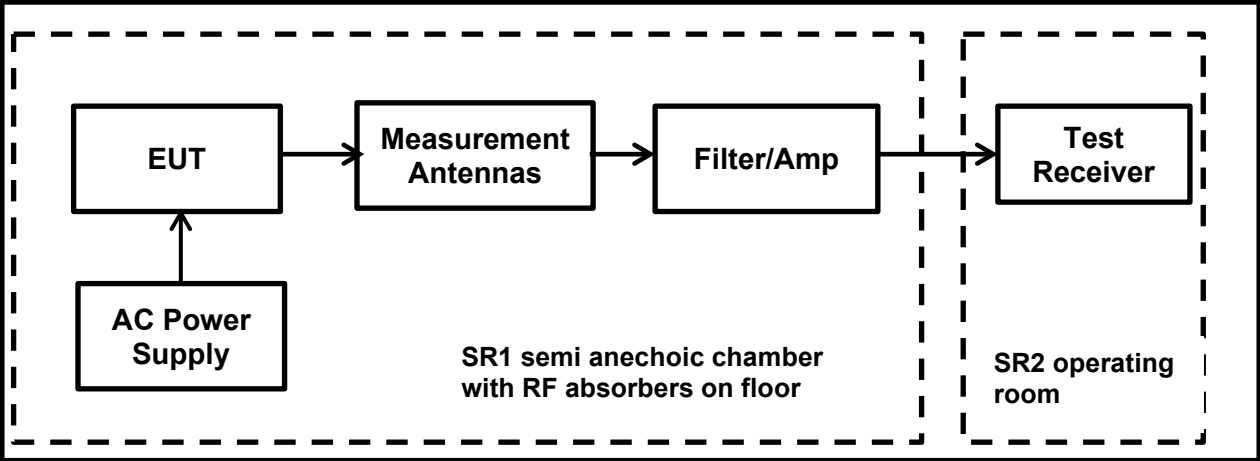 EUT
Measurement
Antennas
Filter/Amp
Test
Receiver
AC Power
Supply
SR1 semi anechoic chamber
with RF absorbers on floor
SR2 operating
room